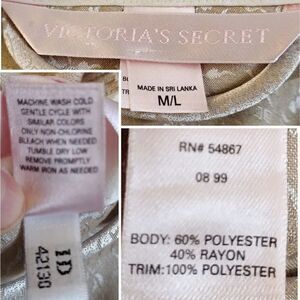 VICTORIA'S SECRET
MADE IN SRI LANKA
M/L
MACHINE WASH COLD
GENTLE CYCLE WITH
SIMILAR COLORS
ONLY NON-CHLORINE
BLEACH WHEN NEEDED
TUMBLE DRY LOW
REMOVE PROMPTLY
WARM IRON AS NEEDED
42130
RN# 54867
08 99
BODY: 60% POLYESTER
40% RAYON
TRIM:100% POLYESTER